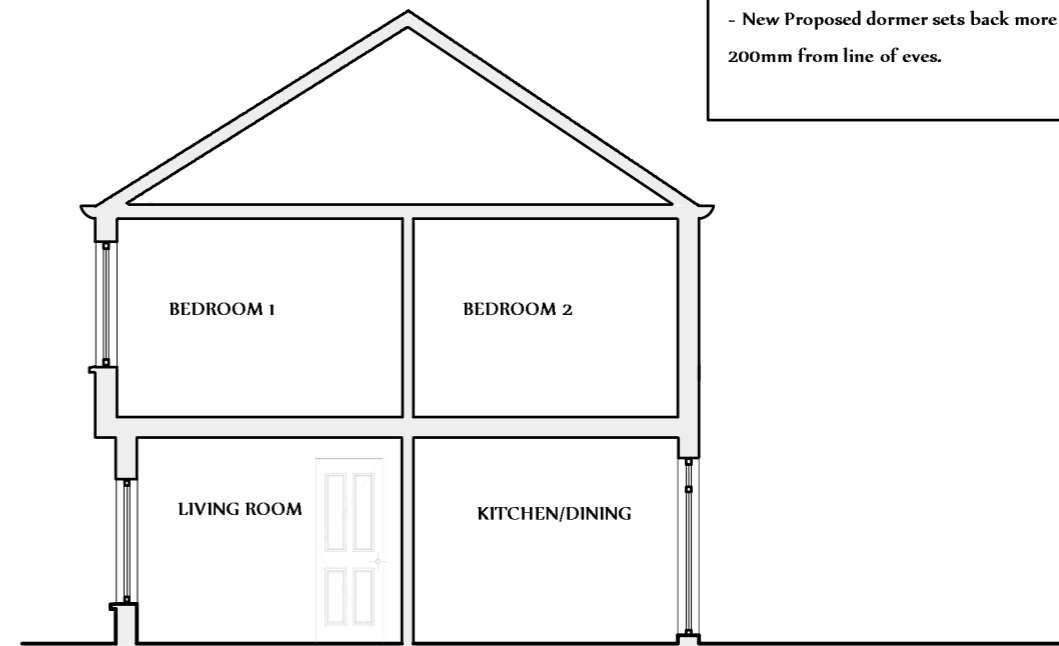 - New Proposed dormer sets back more
200mm from line of eves.
BEDROOM 1
BEDROOM 2
LIVING ROOM
KITCHEN/DINING